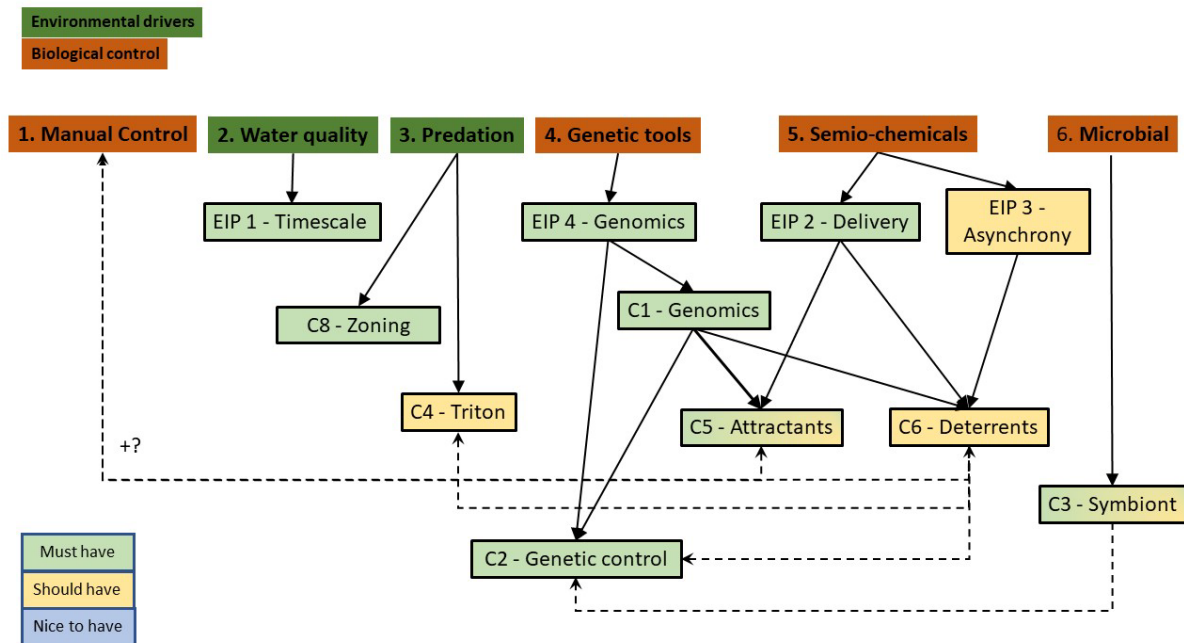 Environmental drivers
Biological control
1. Manual Control
2. Water quality
3. Predation
4. Genetic tools
5. Semio-chemicals
6. Microbial
EIP 1 - Timescale
EIP 4 - Genomics
EIP 2 - Delivery
EIP 3 -
Asynchrony
C8 - Zoning
C1 - Genomics
C4 - Triton
C5 - Attractants
C6 - Deterrents
+?
C3 - Symbiont
C2 - Genetic control
Must have
Should have
Nice to have